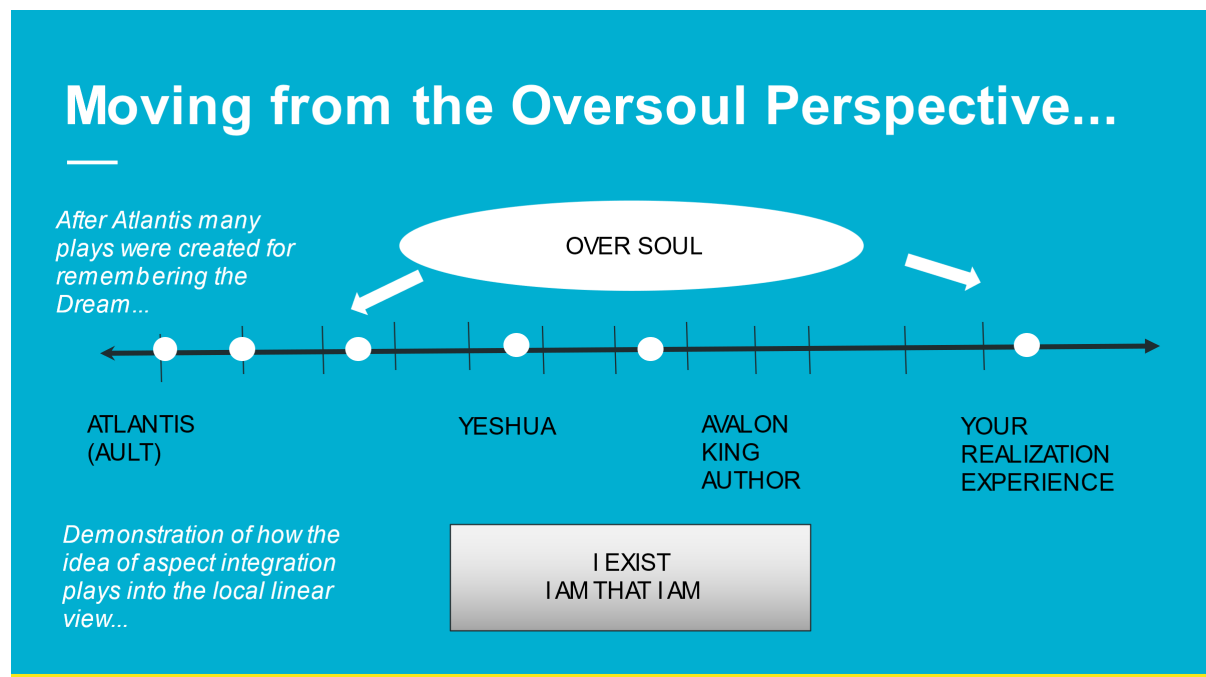 Moving from the Oversoul Perspective...
After Atlantis many
plays were created for
remembering the
Dream...
OVER SOUL
ATLANTIS
(AULT)
YESHUA
AVALON
KING
AUTHOR
YOUR
REALIZATION
EXPERIENCE
Demonstration of how the
idea of aspect integration
plays into the local linear
view...
I EXIST
I AM THAT I AM